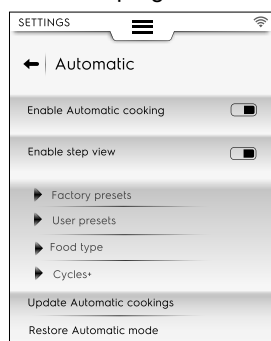 SETTINGS
Automatic
Enable Automatic cooking
Enable step view
Factory presets
User presets
Food type
Cycles+
Update Automatic cookings
Restore Automatic mode